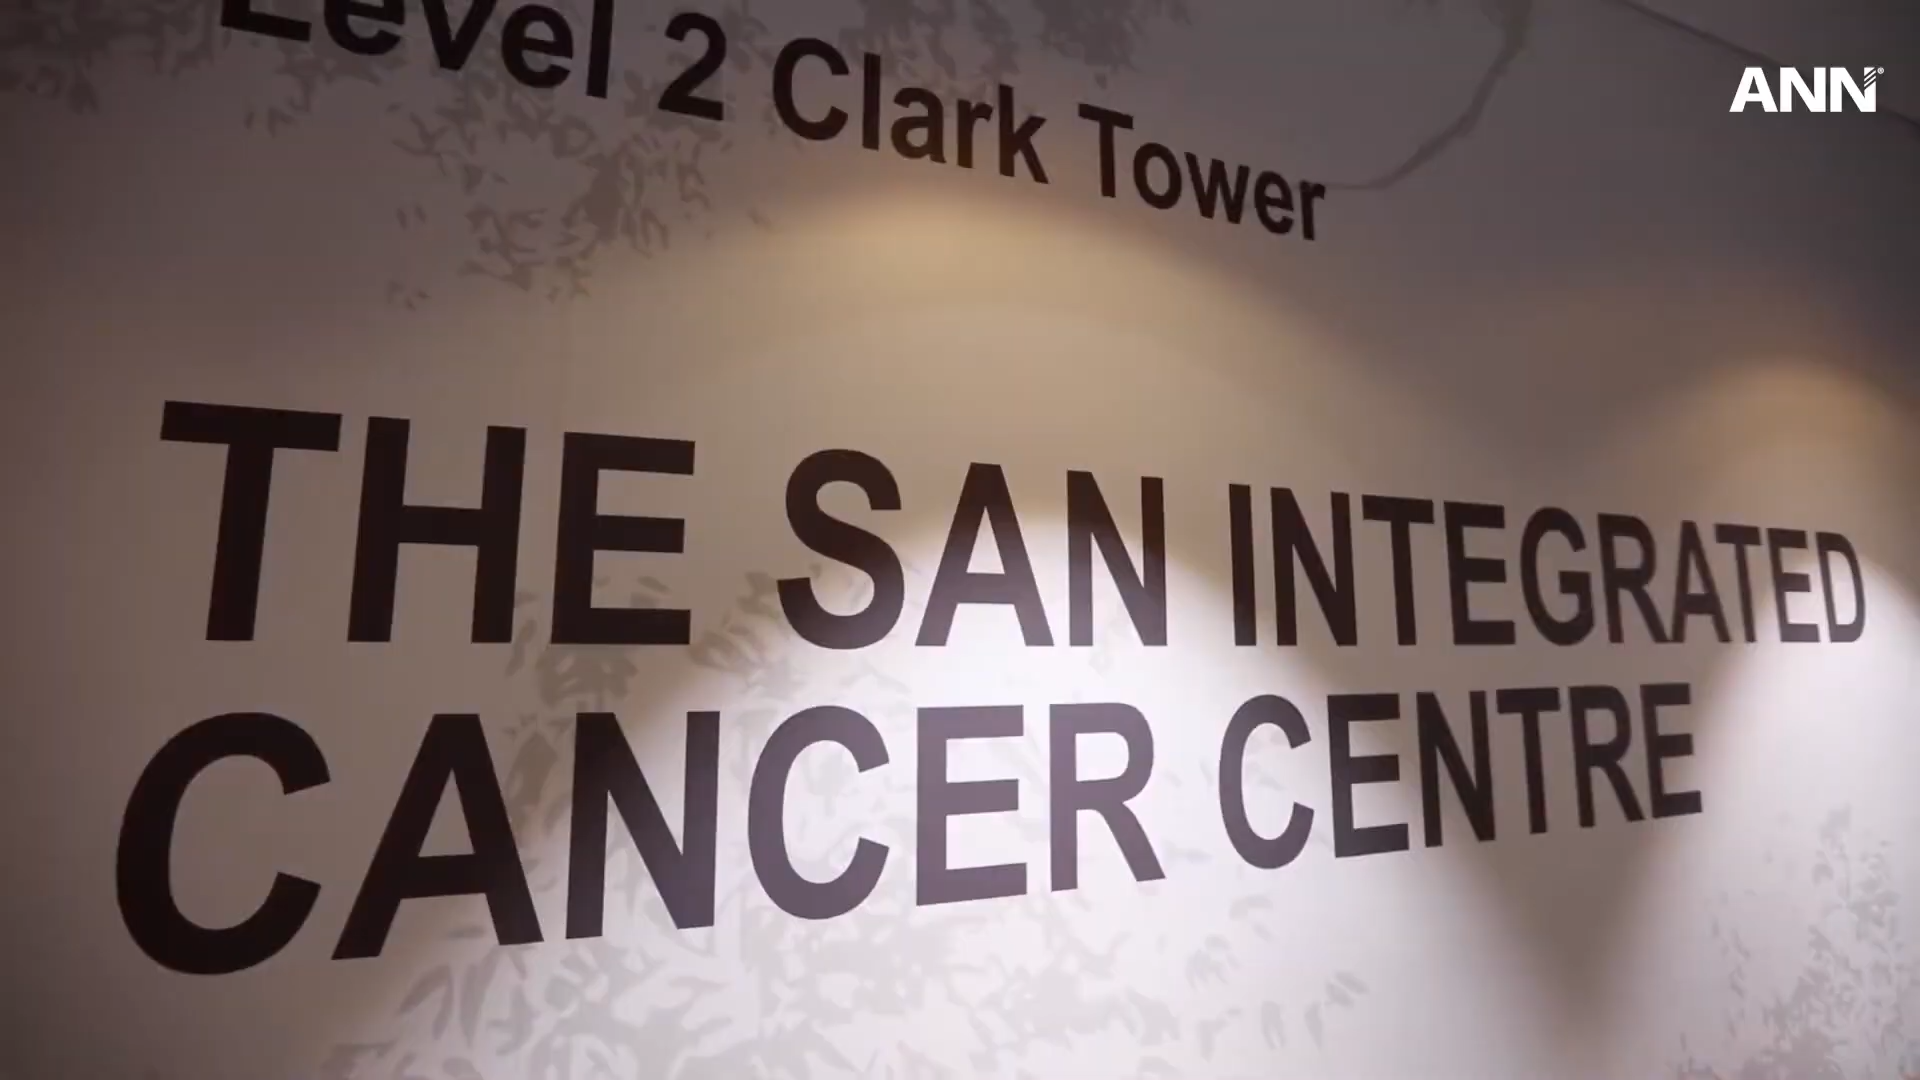 Level 2 Clark Tower
ANN
THE SAN INTEGRATED
CANCER CENTRE